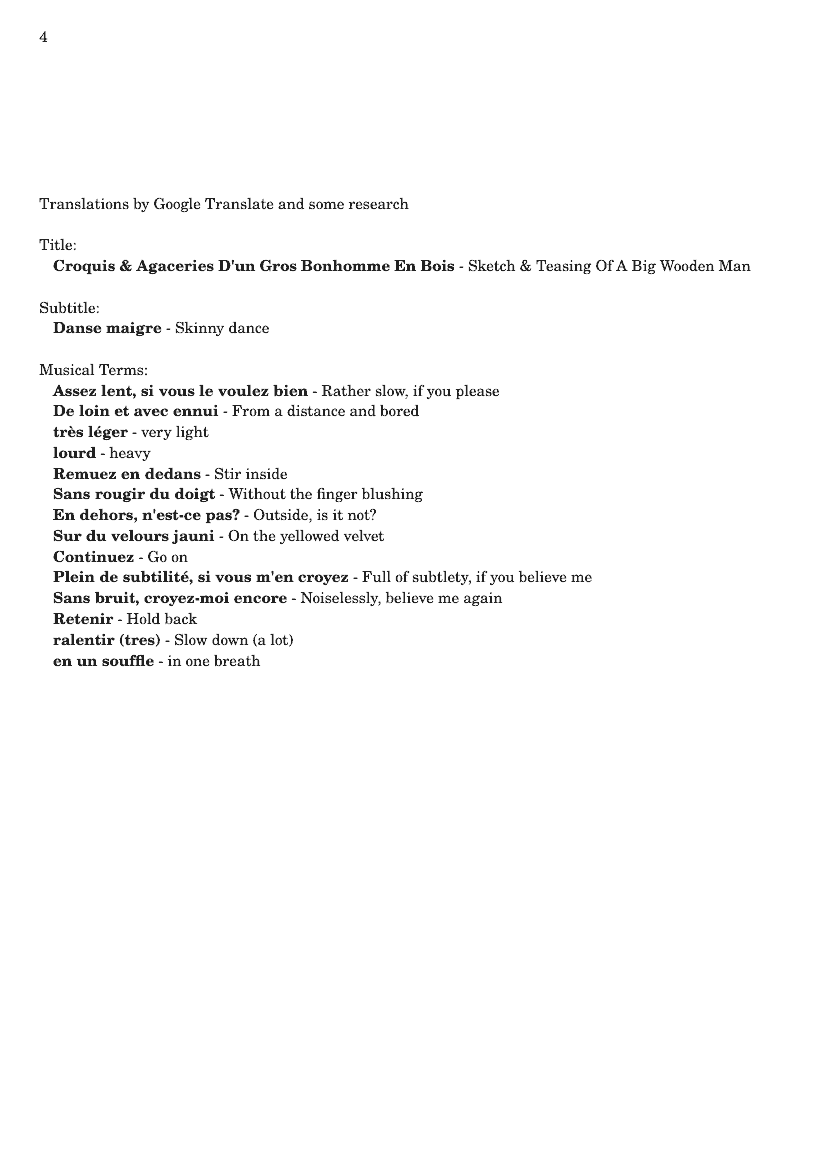 4
Translations by Google Translate and some research
Title:
Croquis & Agaceries D'un Gros Bonhomme En Bois - Sketch & Teasing Of A Big Wooden Man
Subtitle:
Danse maigre - Skinny dance
Musical Terms:
Assez lent, si vous le voulez bien - Rather slow, if you please
De loin et avec ennui - From a distance and bored
très léger - very light
lourd - heavy
Remuez en dedans - Stir inside
Sans rougir du doigt - Without the finger blushing
En dehors, n'est-ce pas? - Outside, is it not?
Sur du velours jauni - On the yellowed velvet
Continuez - Go on
Plein de subtilité, si vous m'en croyez - Full of subtlety, if you believe me
Sans bruit, croyez-moi encore - Noiselessly, believe me again
Retenir - Hold back
ralentir (tres) - Slow down (a lot)
en un souffle - in one breath